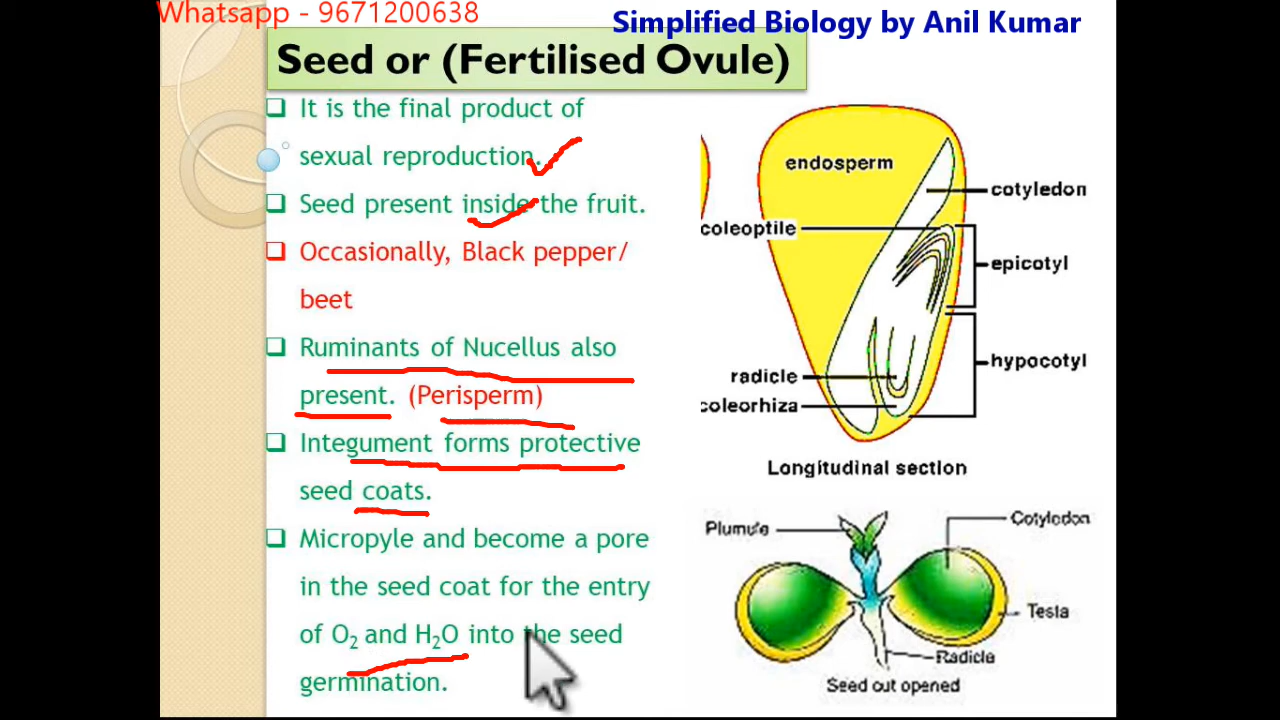 Whatsapp - 9671200638
Simplified Biology by Anil Kumar
Seed or (Fertilised Ovule)
It is the final product of
sexual reproduction.
Seed present inside the fruit.
Occasionally, Black pepper/
beet
Ruminants of Nucellus also
present. (Perisperm)
Integument forms protective
seed coats.
Micropyle and become a pore
in the seed coat for the entry
of O₂ and H₂O into the seed
germination.
endosperm
cotyledon
coleoptile
epicotyl
hypocotyl
radicle
coleorhiza
Longitudinal section
Plumule
Cotyledon
Testa
Radicle
Seed cut opened